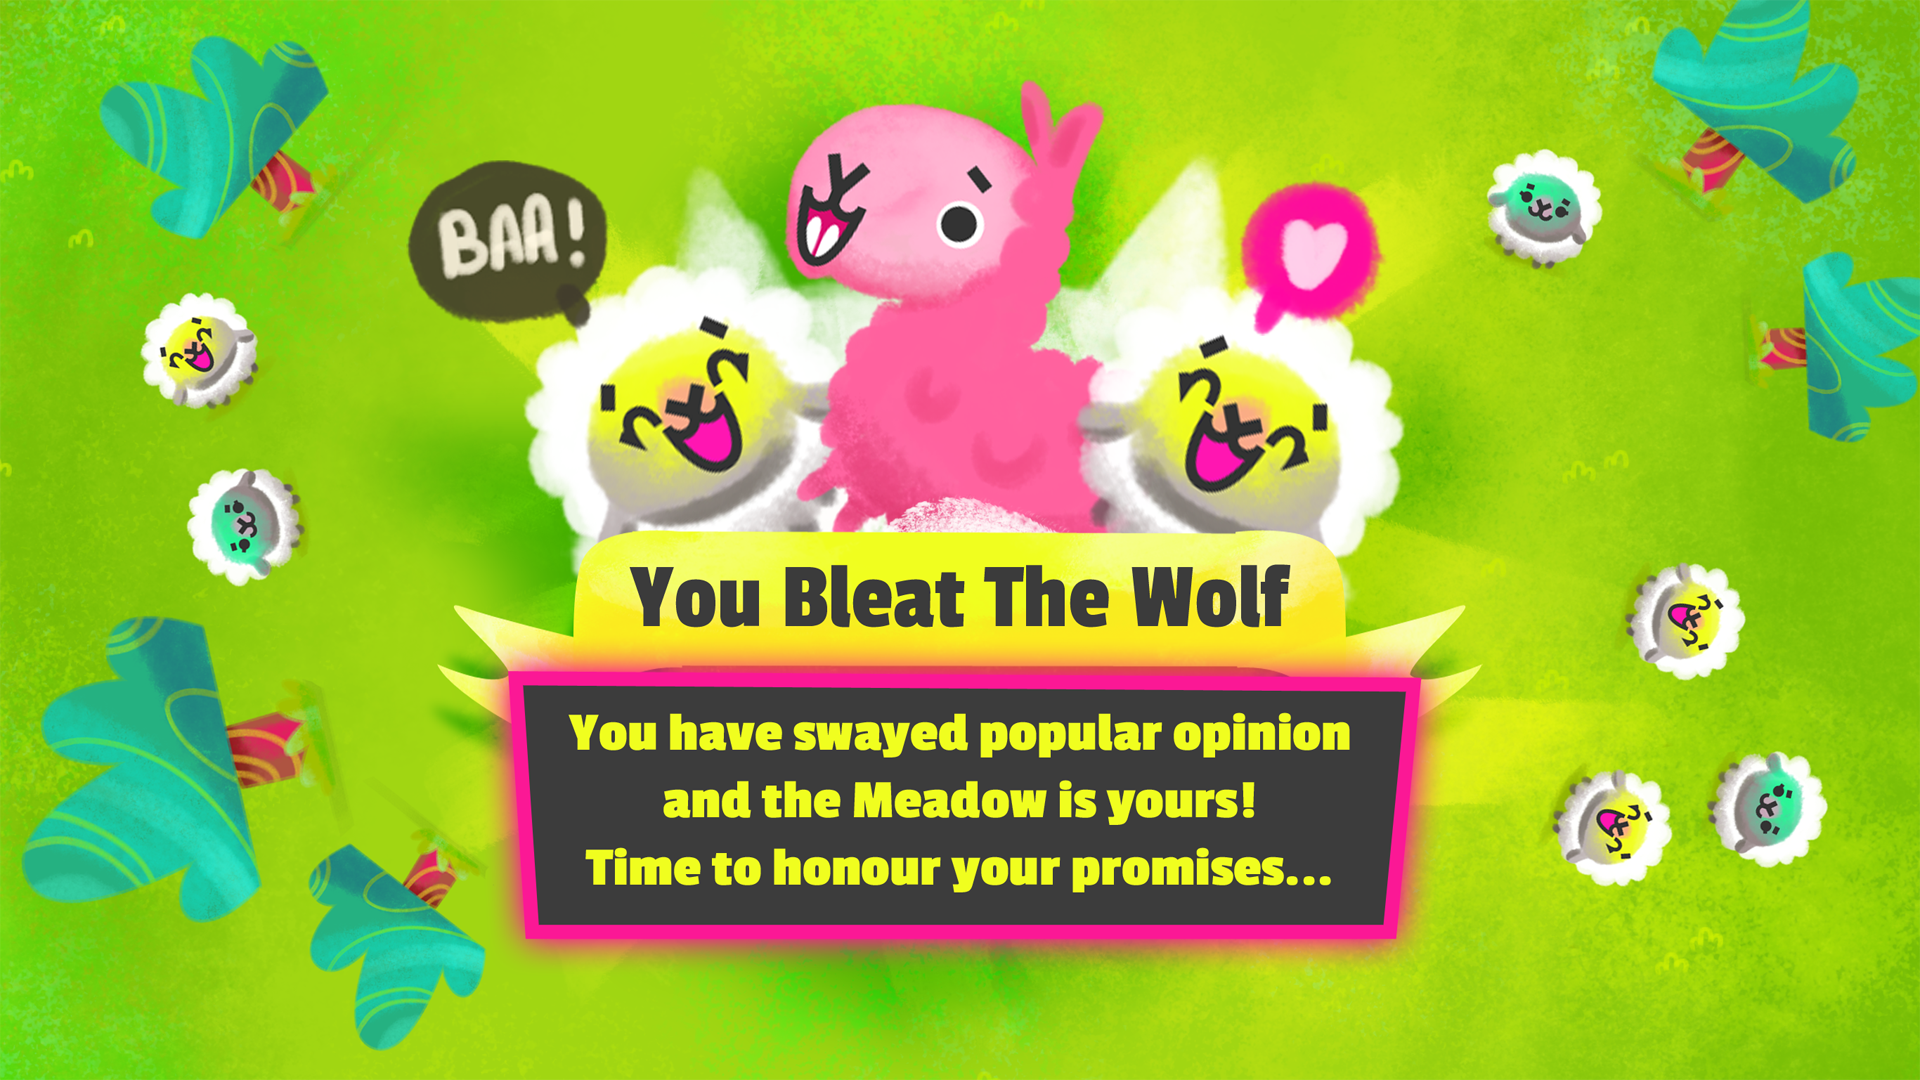 BAA!
You Bleat The Wolf
You have swayed popular opinion
and the Meadow is yours!
Time to honour your promises...